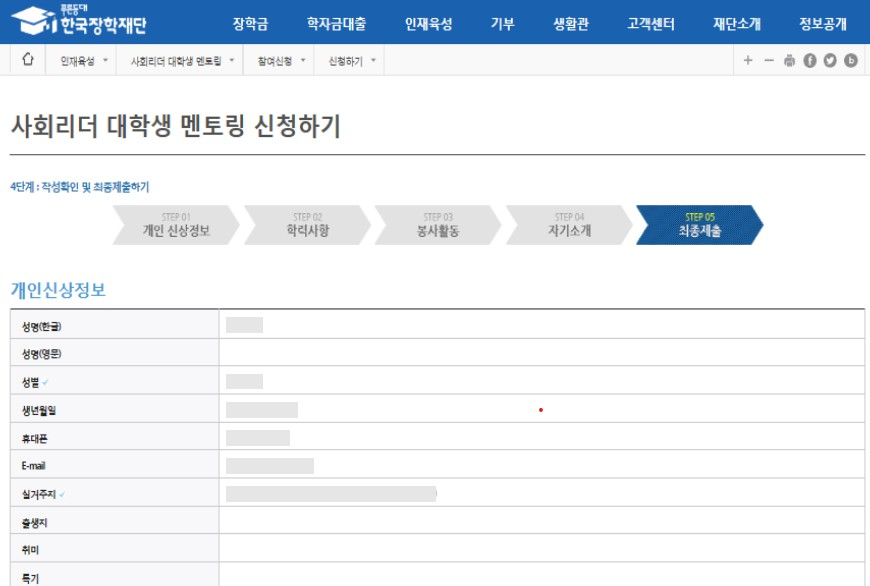 푸른등대
한국장학재단
장학금 학자금대출 인재육성 기부 생활관 고객센터 재단소개 정보공개
인재육성 사회리더 대학생 멘토링 참여신청 신청하기
사회리더 대학생 멘토링 신청하기
4단계 : 작성확인 및 최종제출하기
STEP 01 STEP 02 STEP 03 STEP 04 STEP 05
개인 신상정보 학력사항 봉사활동 자기소개 최종제출
개인신상정보
성명(한글)
성명(영문)
성별
생년월일
휴대폰
E-mail
실거주지
출생지
취미
특기